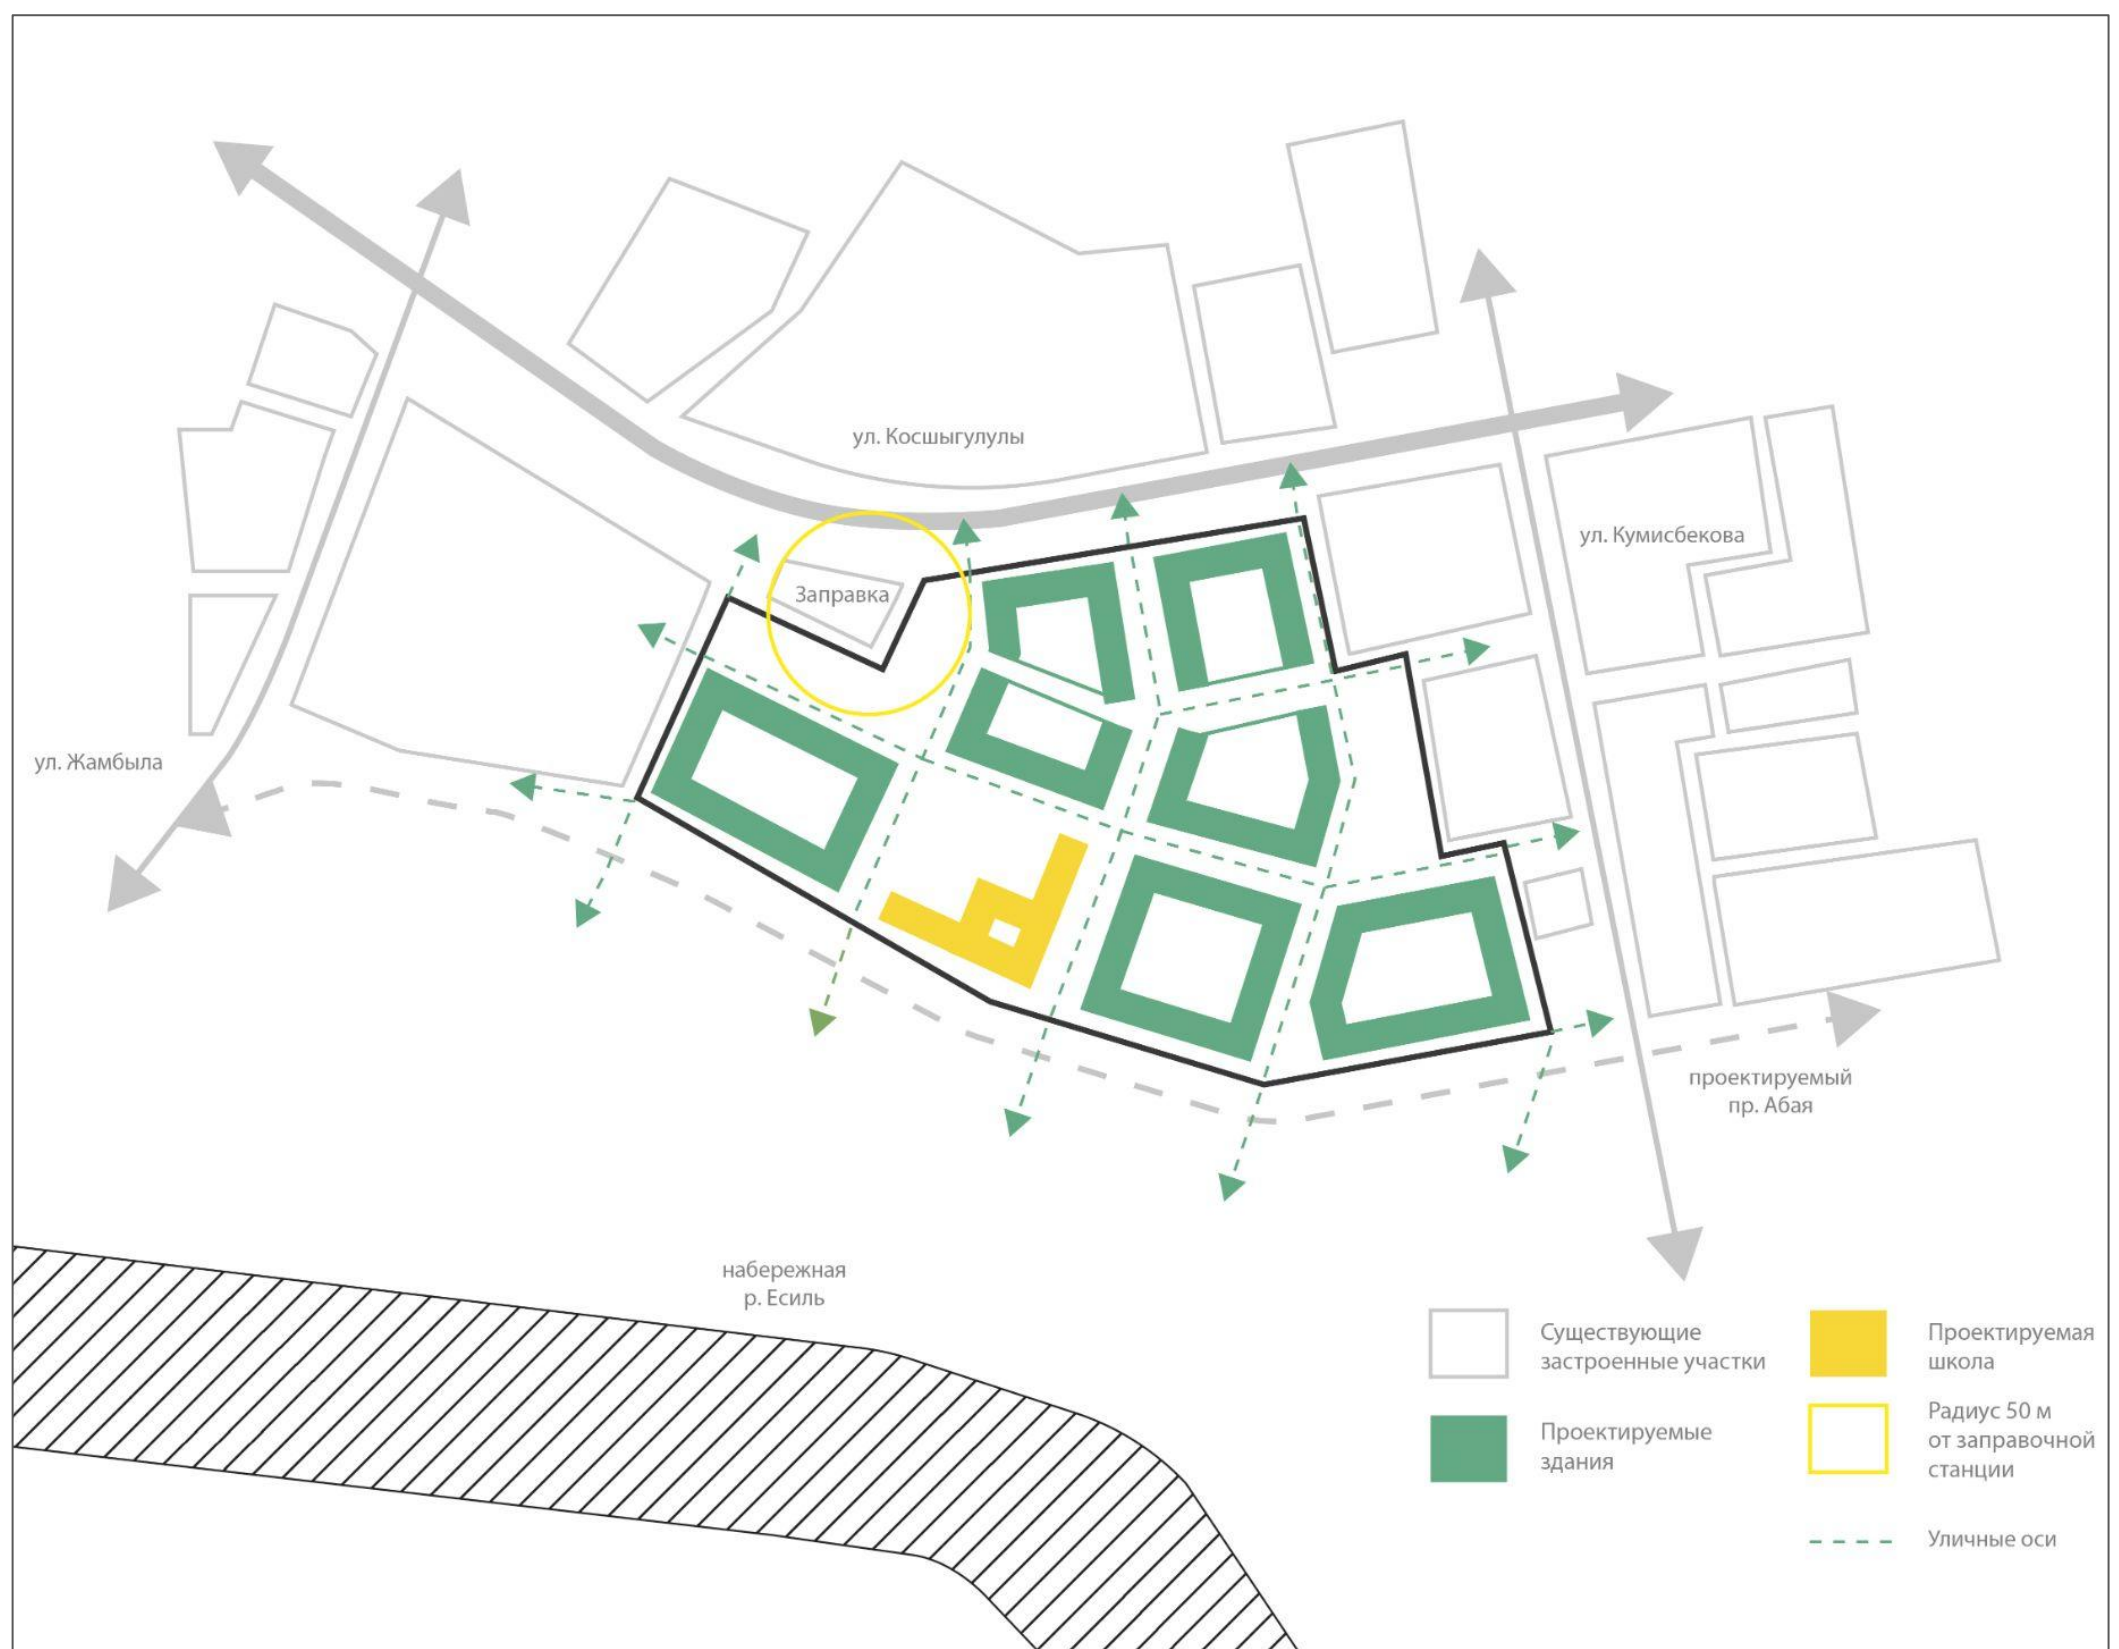 ул. Косшыгулулы
ул. Кумисбекова
Заправка
ул. Жамбыла
проектируемый
пр. Абая
набережная
р. Есиль
Существующие
застроенные участки
Проектируемые
здания
Проектируемая
школа
Радиус 50 м
от заправочной
станции
Уличные оси